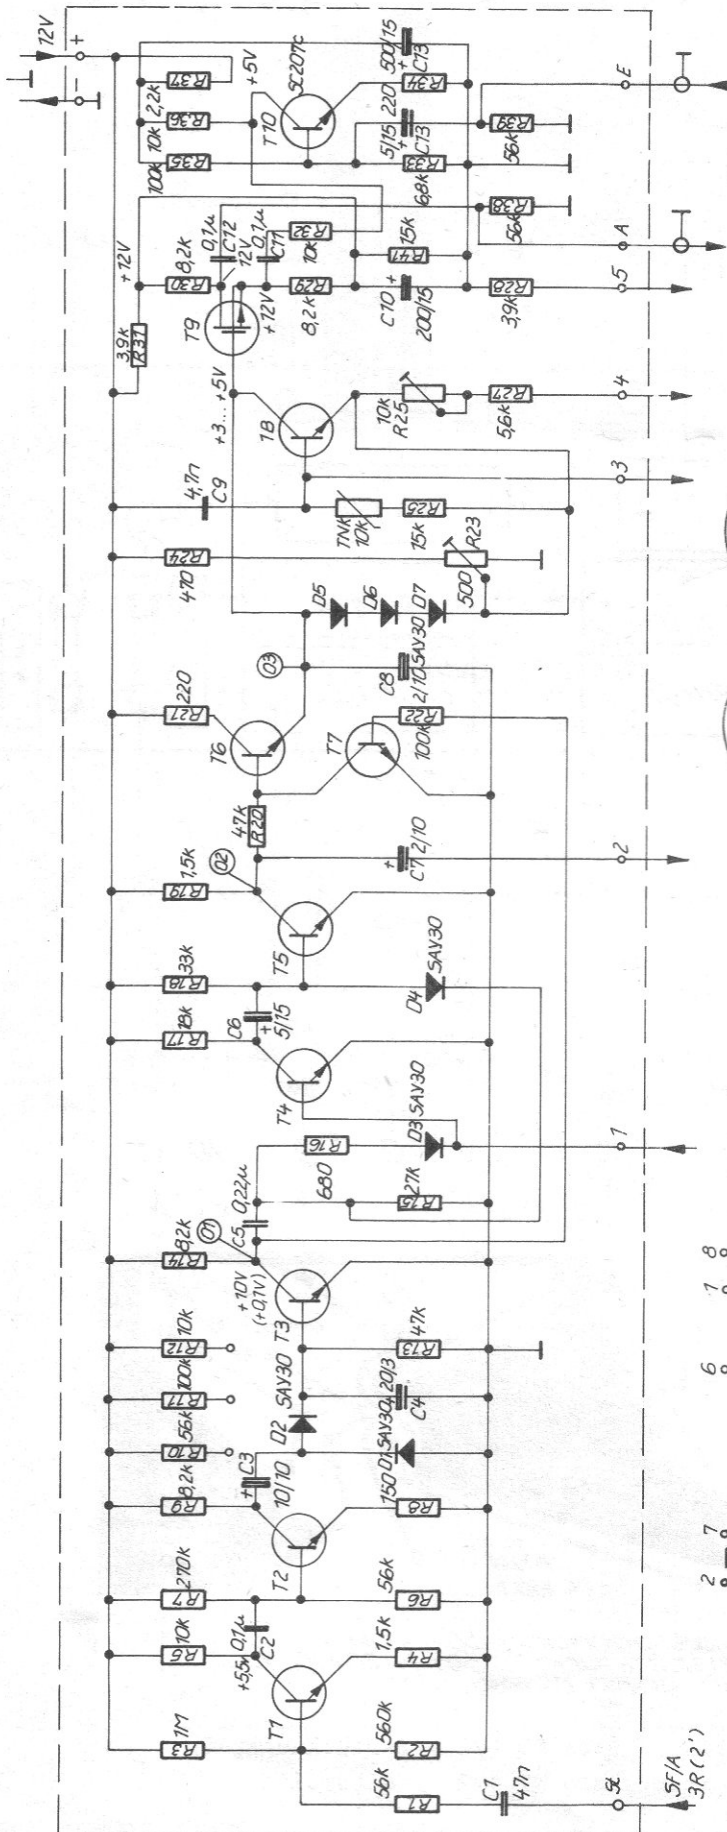 12V
+
-
R37
2,2k
R36
10k
R35
100k
+5V
T10
SC207c
500/15
+
C13
R34
220
5/15
+
C13
R33
68k
R39
56k
E
R38
56k
A
+12V
8,2k
R30
0,1µ
C12
12V
0,1µ
C11
R32
10k
T9
+12V
R29
8,2k
R41
15k
C10
+
200/15
R28
39k
5
3,9k
R31
+3... +5V
T8
10k
R25
R27
5,6k
4
4,7n
C9
TNK
10k
R25
15k
3
R24
470
R23
500
D5
D6
D7
SAY30
03
C8
2/10
R22
100k
R21
220
T6
T7
47k
R20
02
+
C7 2/10
2
R19
1,5k
T5
R18
33k
D4
SAY30
R17
18k
C6
+
5/15
T4
R16
680
D3
SAY30
1
R15
27k
0,22µ
C5
01
R14
8,2k
+10V
(+0,1V)
T3
R12
10k
R13
47k
R11
100k
D2
SAY30
20/3
C4
R10
56k
D1
SAY30
R9
8,2k
+
C3
10/10
R8
150
T2
R7
270k
R6
56k
R5
10k
+5,5V
0,1µ
C2
R4
1,5k
T1
R3
1M
R2
560k
R1
56k
C1
47n
St
5F/A
3R(2')
8
1
6
7
2